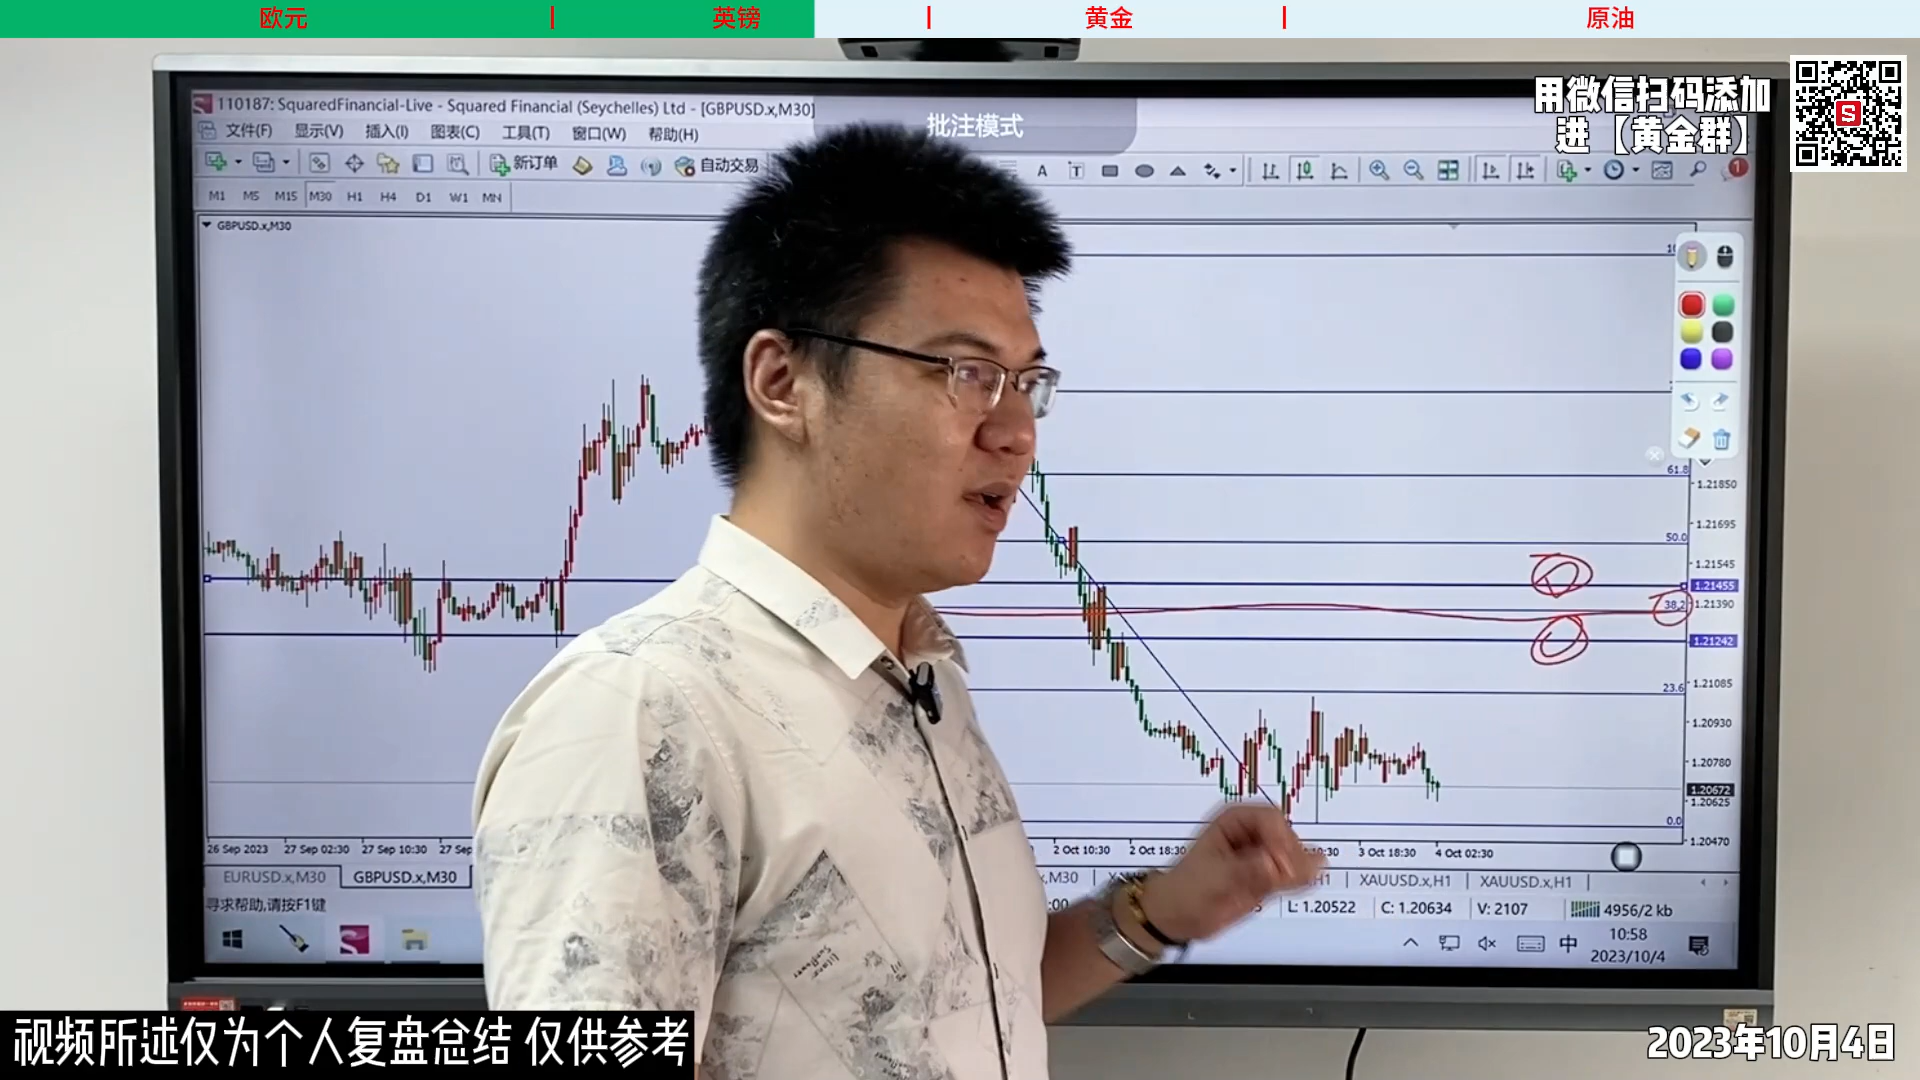 欧元 | 英镑 | 黄金 | 原油
用微信扫码添加
进【黄金群】
110187: SquaredFinancial-Live - Squared Financial (Seychelles) Ltd - [GBPUSD.x,M30]
批注模式
文件(F) 显示(V) 插入(I) 图表(C) 工具(T) 窗口(W) 帮助(H)
新订单 自动交易 A T 1
M1 M5 M15 M30 H1 H4 D1 W1 MN
GBPUSD.x,M30
61.8
1.21850
1.21695
50.0
1.21545
1.21455
38.2 1.21390
1.21242
23.6 1.21085
1.20930
1.20780
1.20672
1.20625
0.0
1.20470
26 Sep 2023 27 Sep 02:30 27 Sep 10:30 27 Sep 2 Oct 10:30 2 Oct 18:30 3 Oct 18:30 4 Oct 02:30
EURUSD.x,M30 GBPUSD.x,M30 XAUUSD.x,H1 XAUUSD.x,H1
寻求帮助,请按F1键 L: 1.20522 C: 1.20634 V: 2107 4956/2 kb
中 10:58
2023/10/4
视频所述仅为个人复盘总结 仅供参考
2023年10月4日